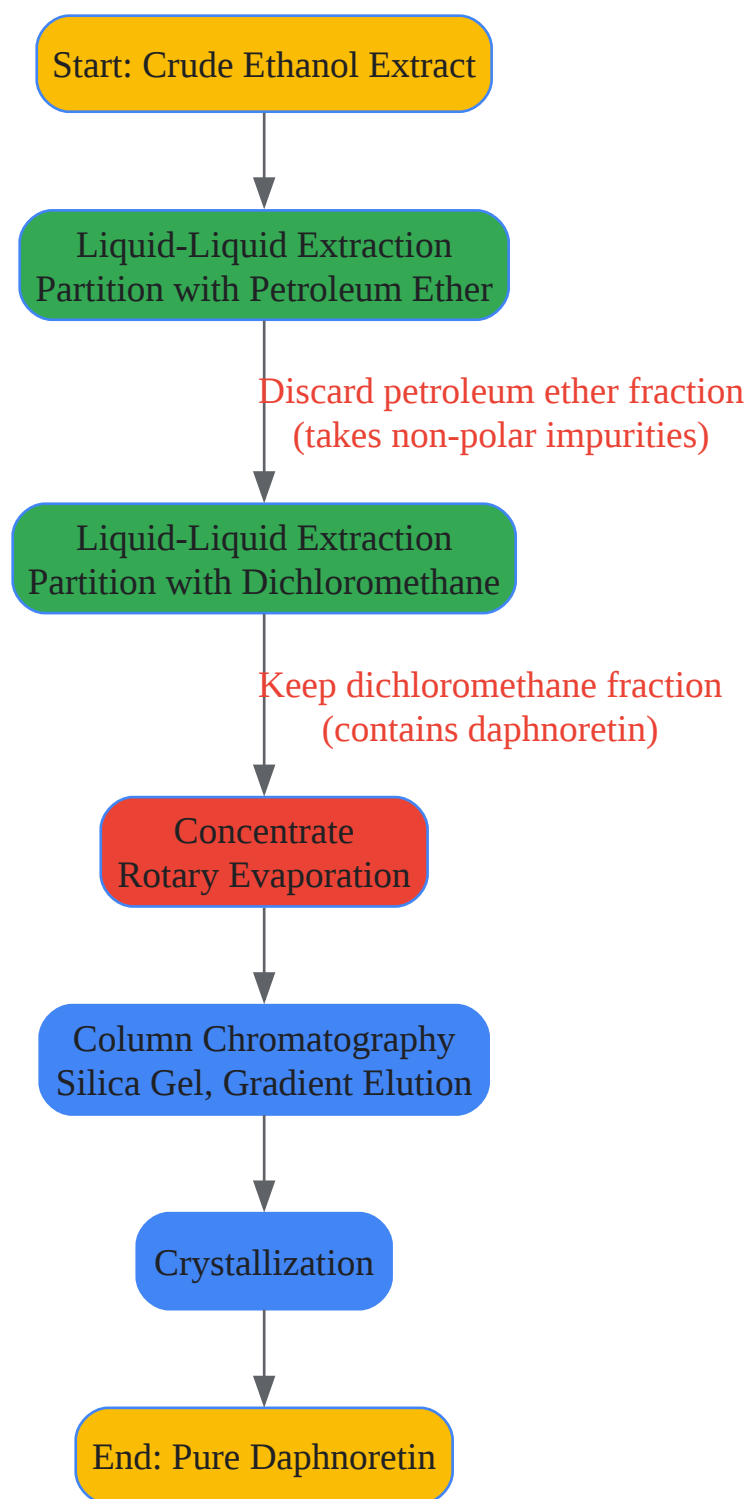 Start: Crude Ethanol Extract
Liquid-Liquid Extraction
Partition with Petroleum Ether
Discard petroleum ether fraction
(takes non-polar impurities)
Liquid-Liquid Extraction
Partition with Dichloromethane
Keep dichloromethane fraction
(contains daphnoretin)
Concentrate
Rotary Evaporation
Column Chromatography
Silica Gel, Gradient Elution
Crystallization
End: Pure Daphnoretin